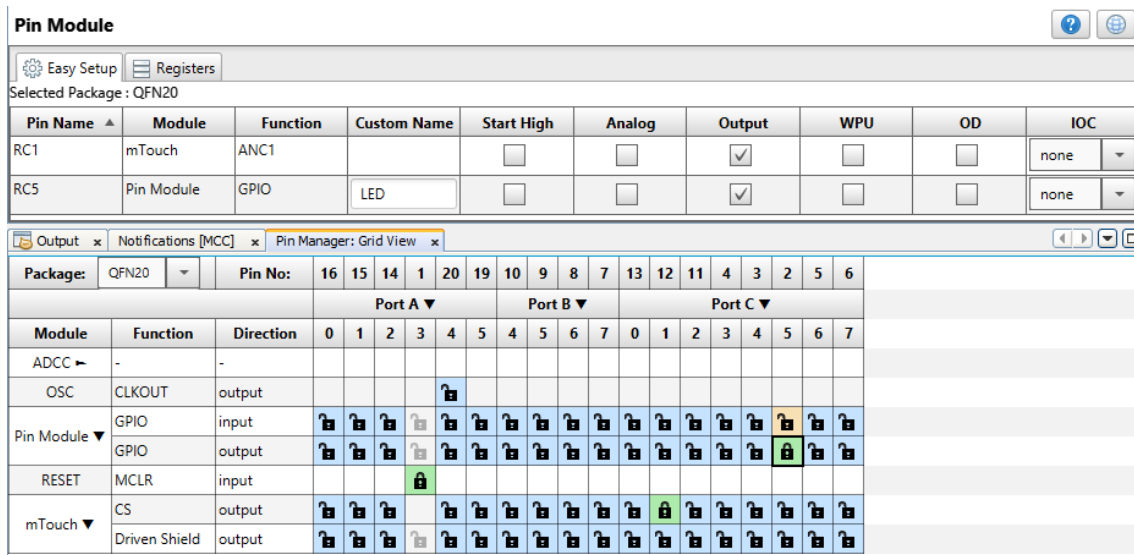 Pin Module
Easy Setup Registers
Selected Package : QFN20
Pin Name Module Function Custom Name Start High Analog Output WPU OD IOC
RC1 mTouch ANC1 none
RC5 Pin Module GPIO LED none
Output x Notifications [MCC] x Pin Manager: Grid View x
Package: QFN20 Pin No: 16 15 14 1 20 19 10 9 8 7 13 12 11 4 3 2 5 6
Port A ▼ Port B ▼ Port C ▼
Module Function Direction 0 1 2 3 4 5 4 5 6 7 0 1 2 3 4 5 6 7
ADCC - -
OSC CLKOUT output
Pin Module ▼ GPIO input
GPIO output
RESET MCLR input
mTouch ▼ CS output
Driven Shield output